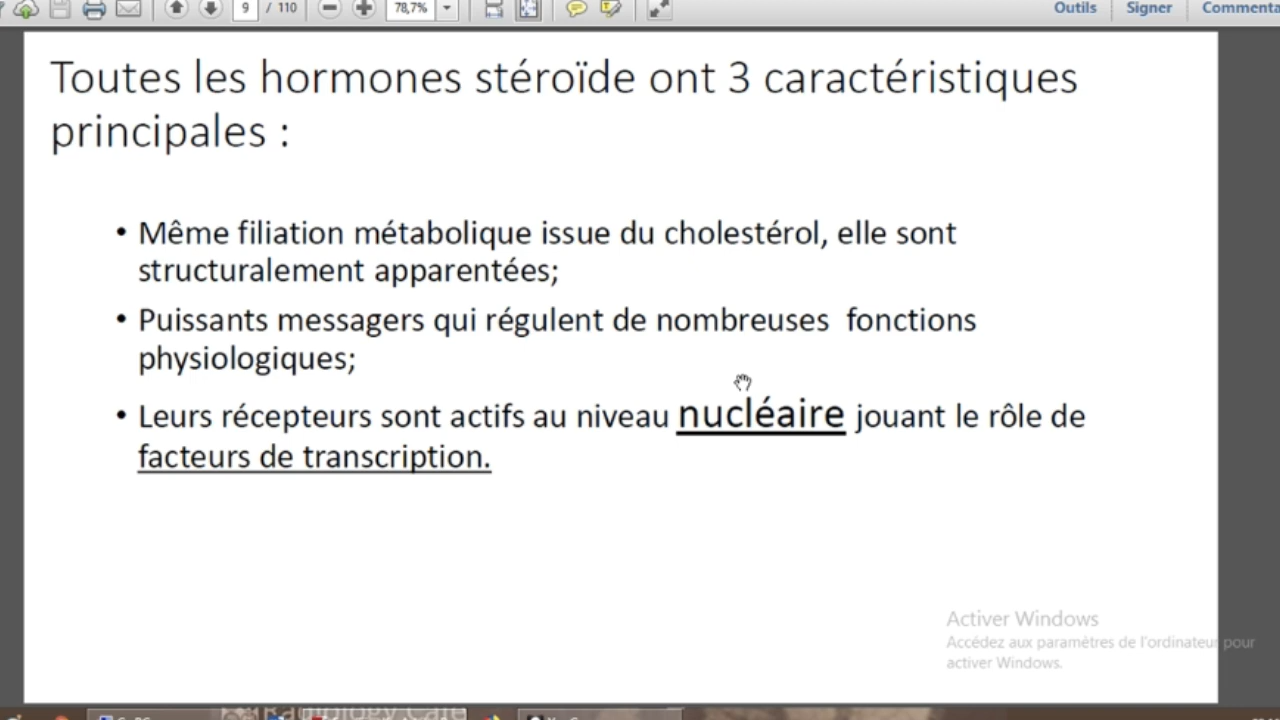 9 / 110 78,7% Outils Signer Commenta
Toutes les hormones stéroïde ont 3 caractéristiques
principales :
• Même filiation métabolique issue du cholestérol, elle sont
structuralement apparentées;
• Puissants messagers qui régulent de nombreuses fonctions
physiologiques;
• Leurs récepteurs sont actifs au niveau nucléaire jouant le rôle de
facteurs de transcription.
Activer Windows
Accédez aux paramètres de l'ordinateur pour
activer Windows.